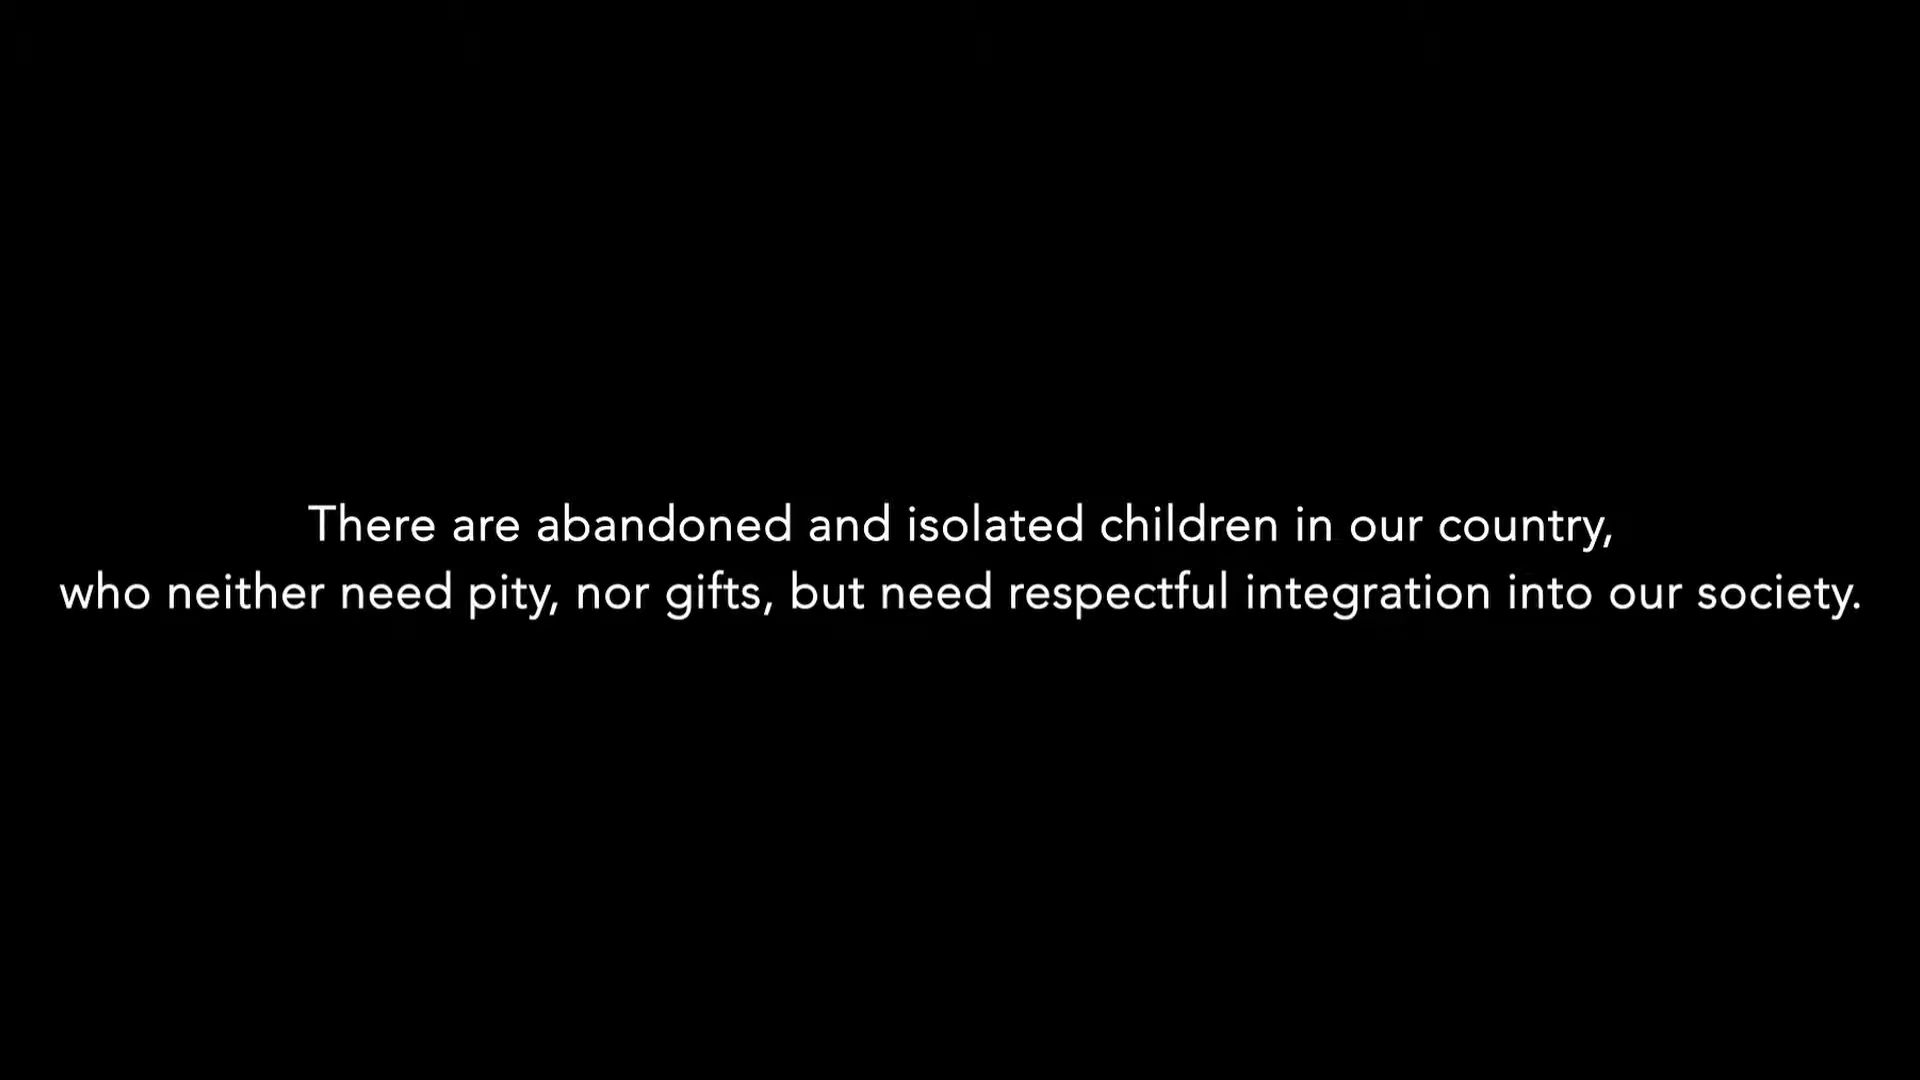 There are abandoned and isolated children in our country,
who neither need pity, nor gifts, but need respectful integration into our society.